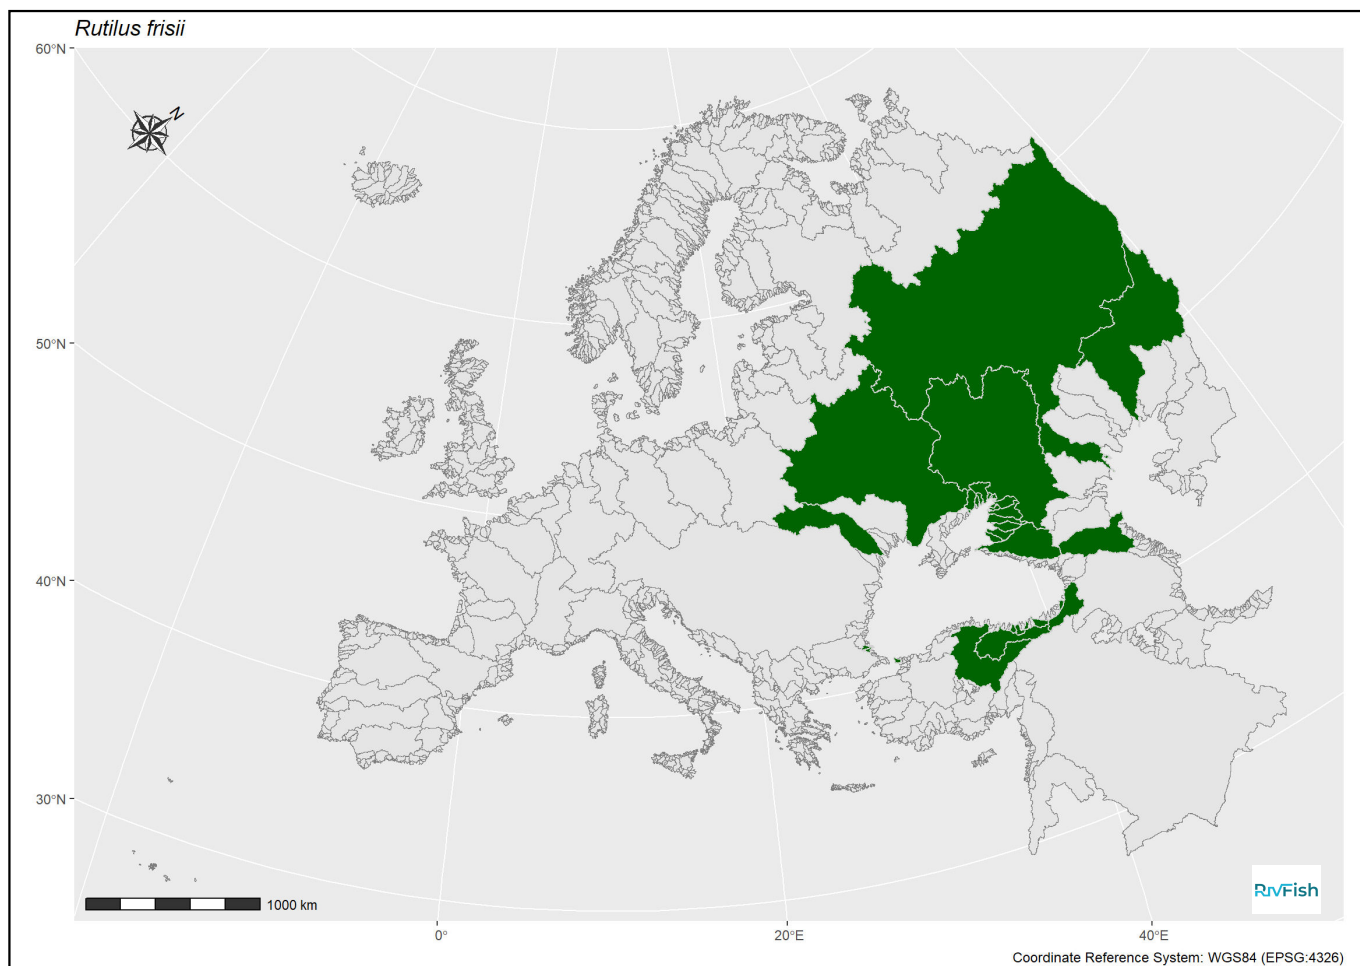 Rutilus frisii
60°N
N
50°N
40°N
30°N
1000 km
RivFish
0°
20°E
40°E
Coordinate Reference System: WGS84 (EPSG:4326)